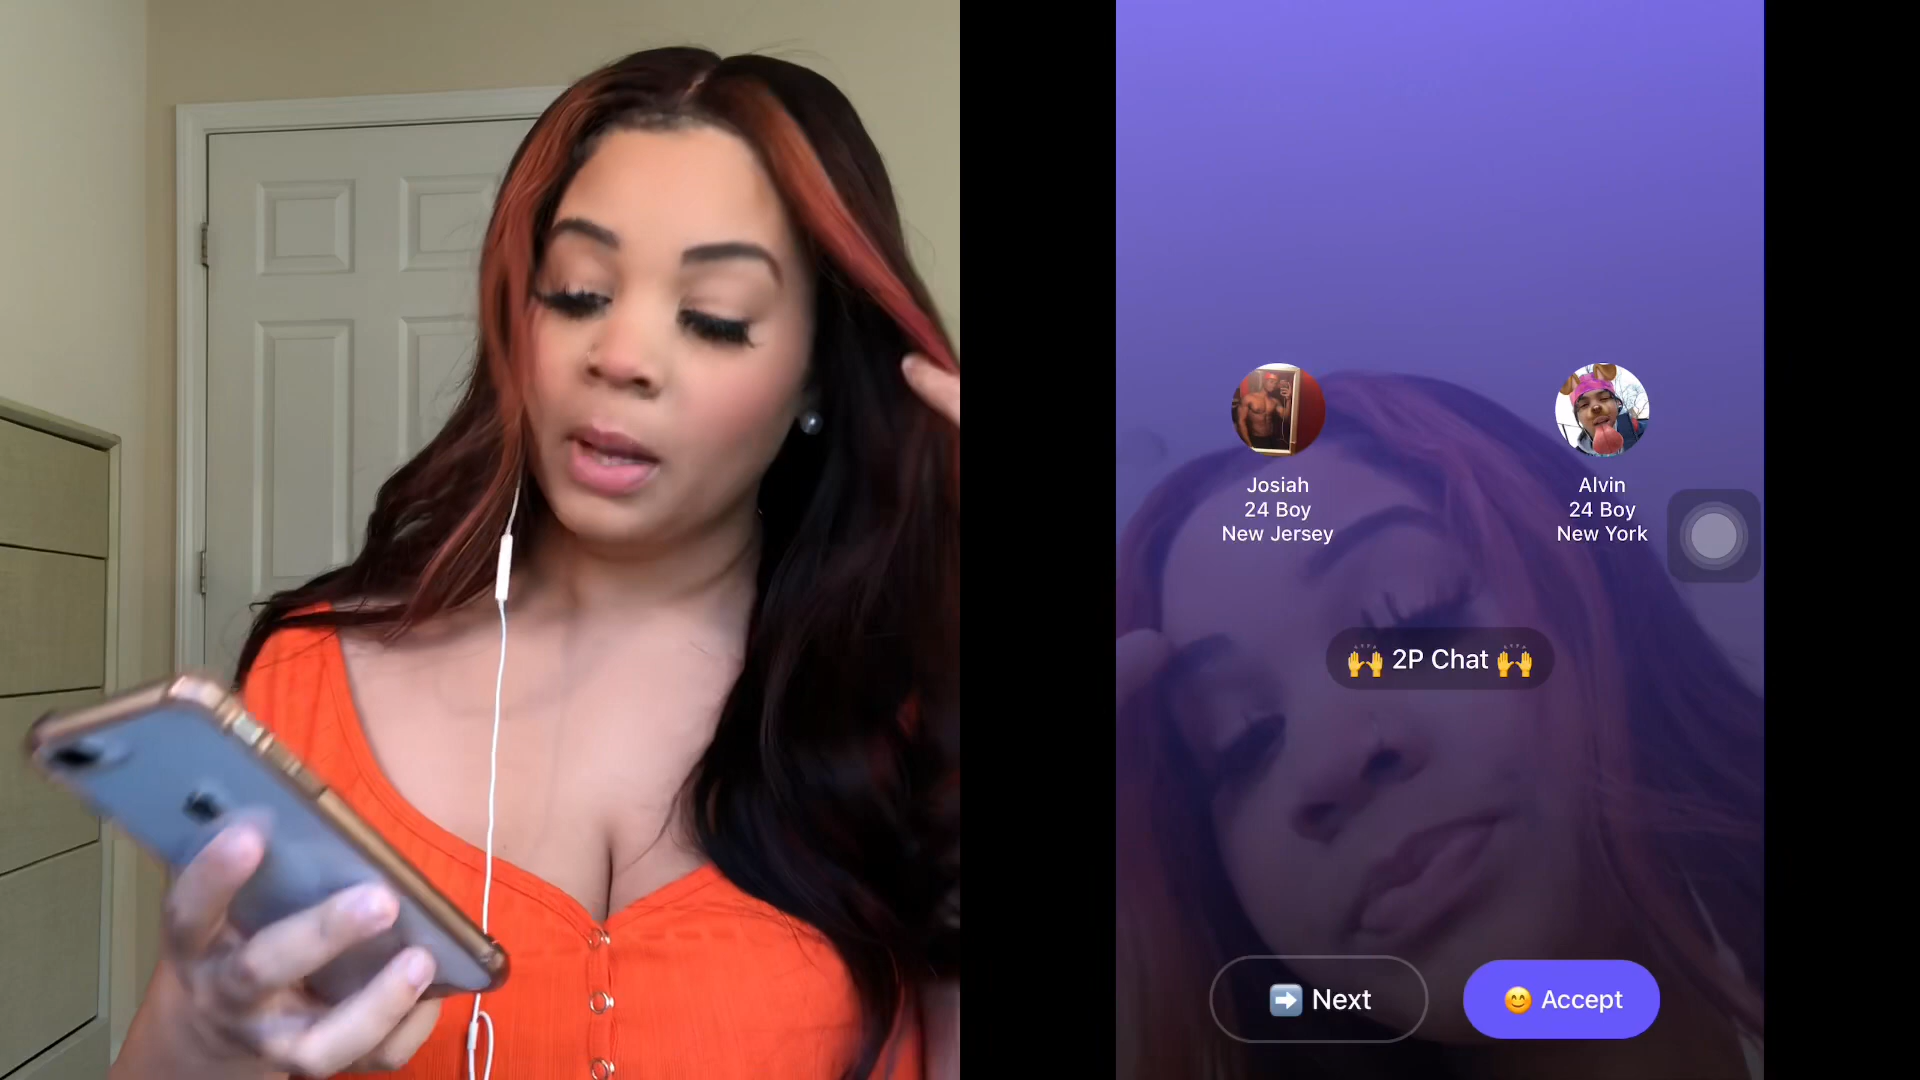 Josiah
24 Boy
New Jersey
Alvin
24 Boy
New York
🙌 2P Chat 🙌
➡️ Next
😊 Accept